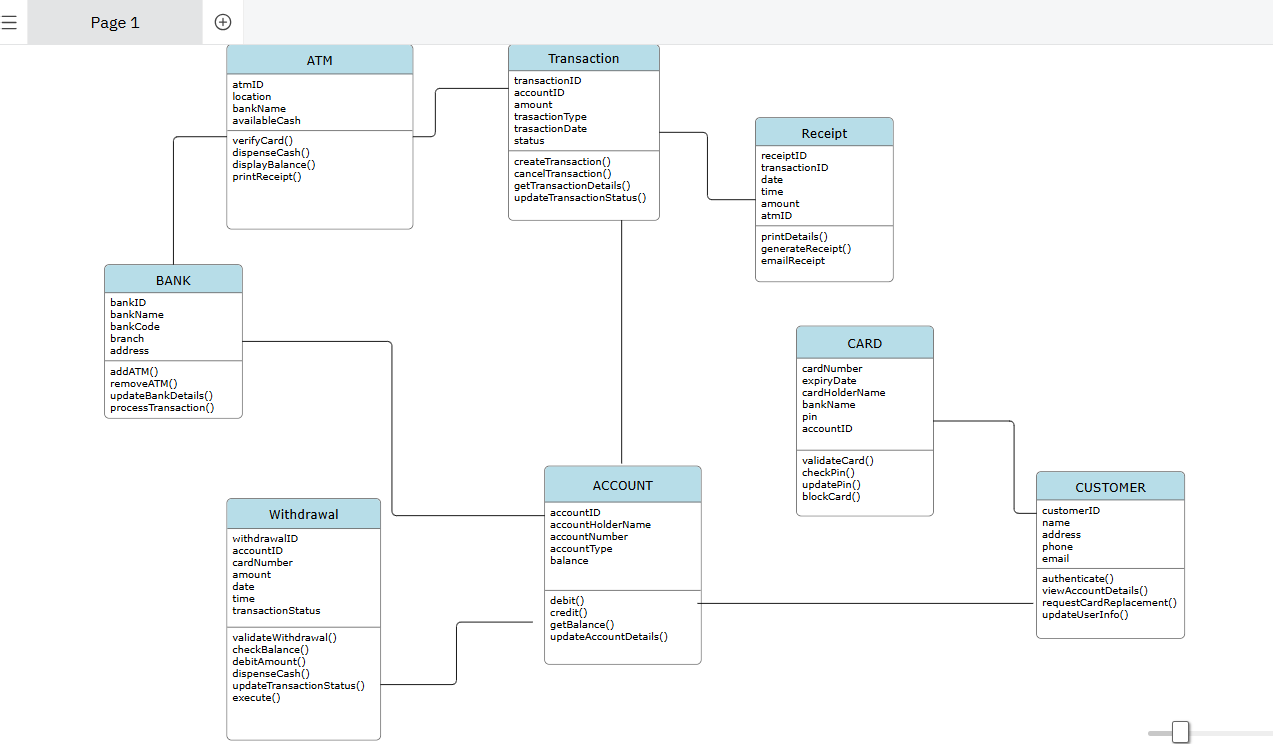 Page 1
ATM
atmID
location
bankName
availableCash
verifyCard()
dispenseCash()
displayBalance()
printReceipt()
Transaction
transactionID
accountID
amount
trasactionType
trasactionDate
status
createTransaction()
cancelTransaction()
getTransactionDetails()
updateTransactionStatus()
Receipt
receiptID
transactionID
date
time
amount
atmID
printDetails()
generateReceipt()
emailReceipt
BANK
bankID
bankName
bankCode
branch
address
addATM()
removeATM()
updateBankDetails()
processTransaction()
CARD
cardNumber
expiryDate
cardHolderName
bankName
pin
accountID
validateCard()
checkPin()
updatePin()
blockCard()
ACCOUNT
accountID
accountHolderName
accountNumber
accountType
balance
debit()
credit()
getBalance()
updateAccountDetails()
CUSTOMER
customerID
name
address
phone
email
authenticate()
viewAccountDetails()
requestCardReplacement()
updateUserInfo()
Withdrawal
withdrawalID
accountID
cardNumber
amount
date
time
transactionStatus
validateWithdrawal()
checkBalance()
debitAmount()
dispenseCash()
updateTransactionStatus()
execute()